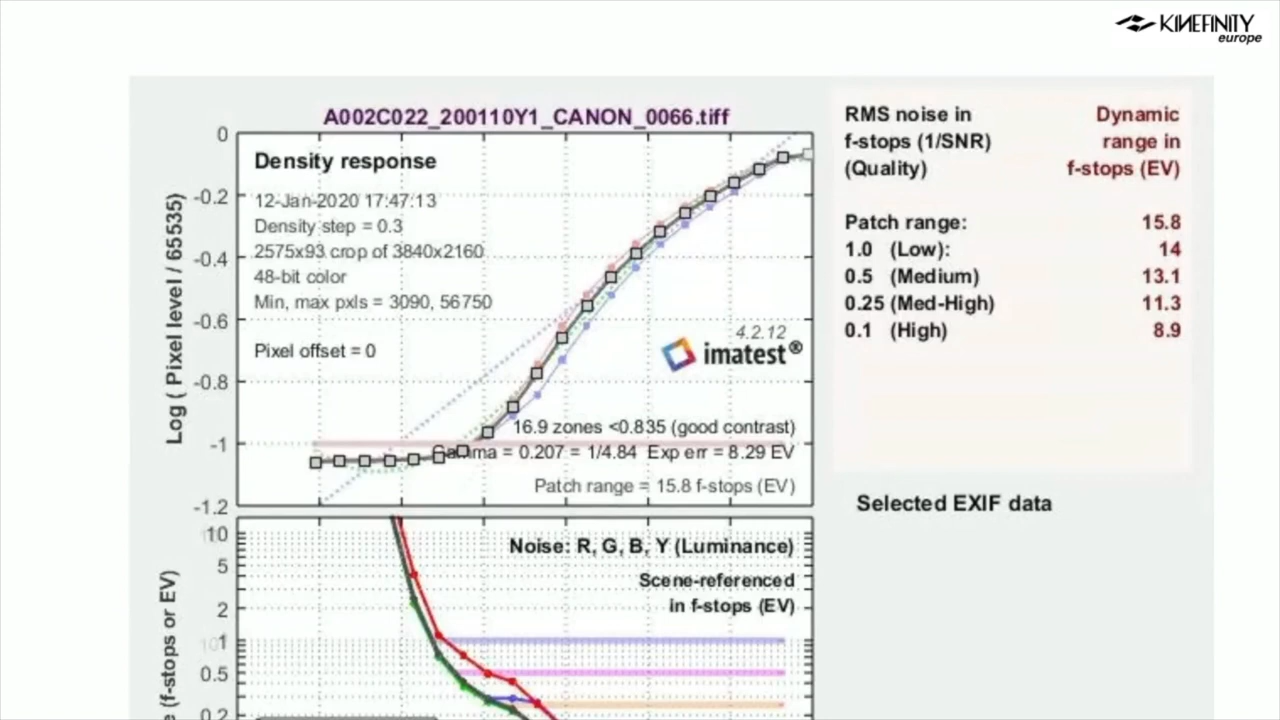 KINEFINITY
europe
A002C022_200110Y1_CANON_0066.tiff
Density response
12-Jan-2020 17:47:13
Density step = 0.3
2575x93 crop of 3840x2160
48-bit color
Min, max pxls = 3090, 56750
Pixel offset = 0
4.2.12
imatest®
16.9 zones <0.835 (good contrast)
Gamma = 0.207 = 1/4.84 Exp err = 8.29 EV
Patch range = 15.8 f-stops (EV)
Log ( Pixel level / 65535)
0
-0.2
-0.4
-0.6
-0.8
-1
-1.2
Noise: R, G, B, Y (Luminance)
Scene-referenced
in f-stops (EV)
(f-stops or EV)
10
5
2
1
0.5
0.2
RMS noise in Dynamic
f-stops (1/SNR) range in
(Quality) f-stops (EV)
Patch range: 15.8
1.0 (Low): 14
0.5 (Medium) 13.1
0.25 (Med-High) 11.3
0.1 (High) 8.9
Selected EXIF data